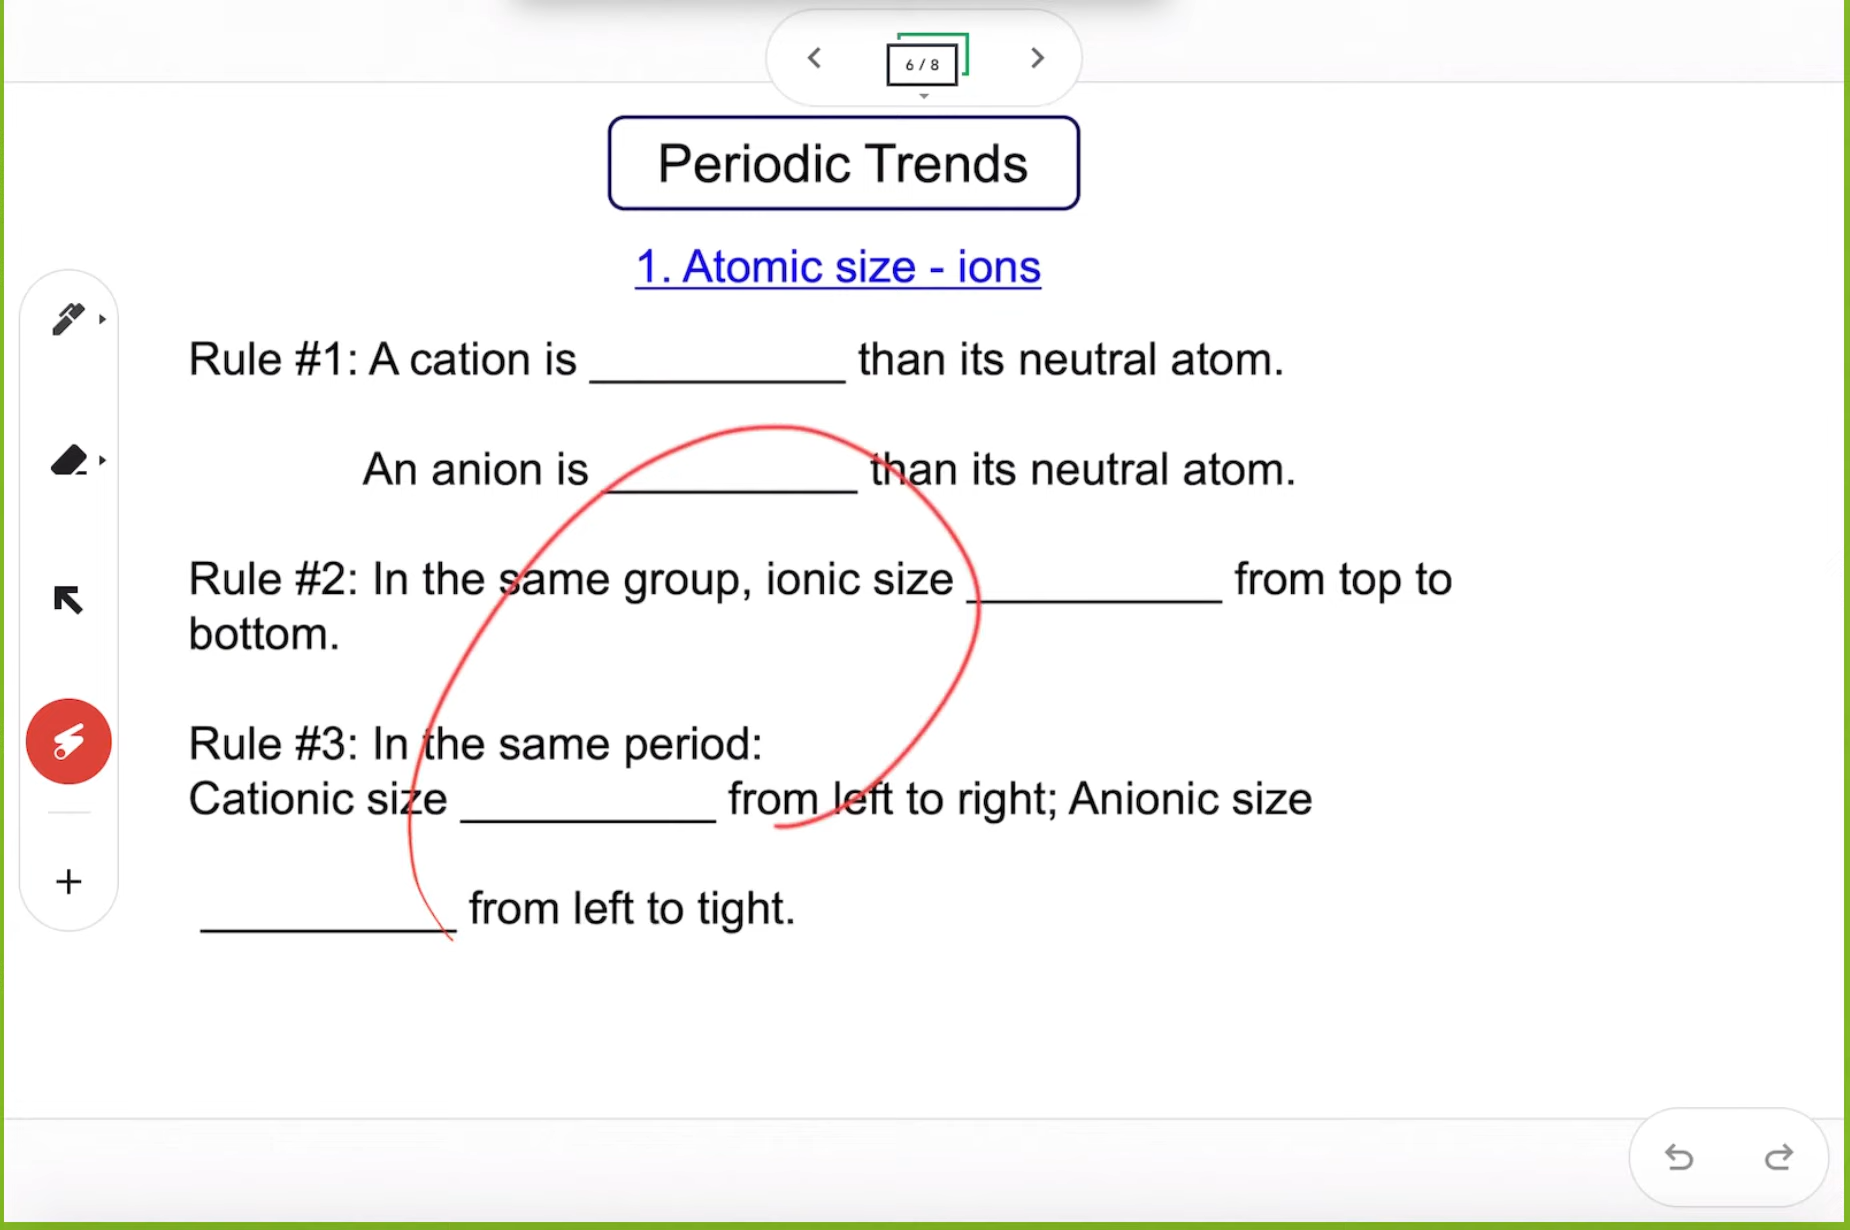 6 / 8
Periodic Trends
1. Atomic size - ions
Rule #1: A cation is __________ than its neutral atom.
An anion is __________ than its neutral atom.
Rule #2: In the same group, ionic size __________ from top to
bottom.
Rule #3: In the same period:
Cationic size __________ from left to right; Anionic size
__________ from left to tight.